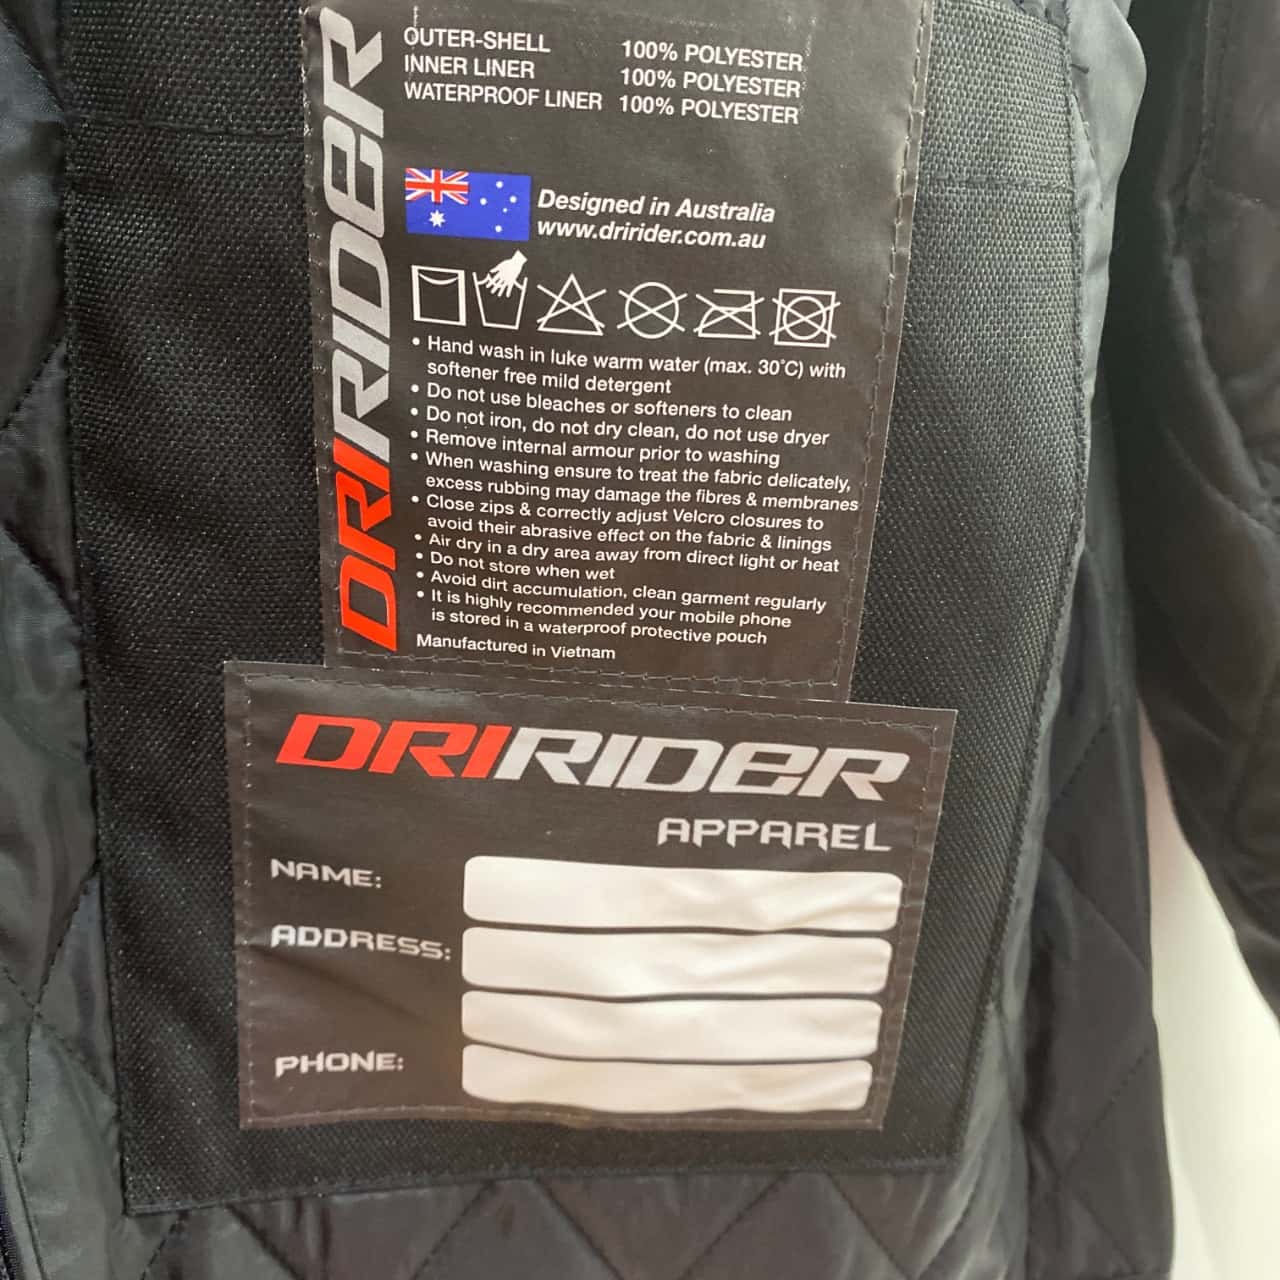 OUTER-SHELL 100% POLYESTER
INNER LINER 100% POLYESTER
WATERPROOF LINER 100% POLYESTER
DRIRIDER
Designed in Australia
www.dririder.com.au
• Hand wash in luke warm water (max. 30°C) with
softener free mild detergent
• Do not use bleaches or softeners to clean
• Do not iron, do not dry clean, do not use dryer
• Remove internal armour prior to washing
• When washing ensure to treat the fabric delicately,
excess rubbing may damage the fibres & membranes
• Close zips & correctly adjust Velcro closures to
avoid their abrasive effect on the fabric & linings
• Air dry in a dry area away from direct light or heat
• Do not store when wet
• Avoid dirt accumulation, clean garment regularly
• It is highly recommended your mobile phone
is stored in a waterproof protective pouch
Manufactured in Vietnam
DRIRIDER
APPAREL
NAME:
ADDRESS:
PHONE: